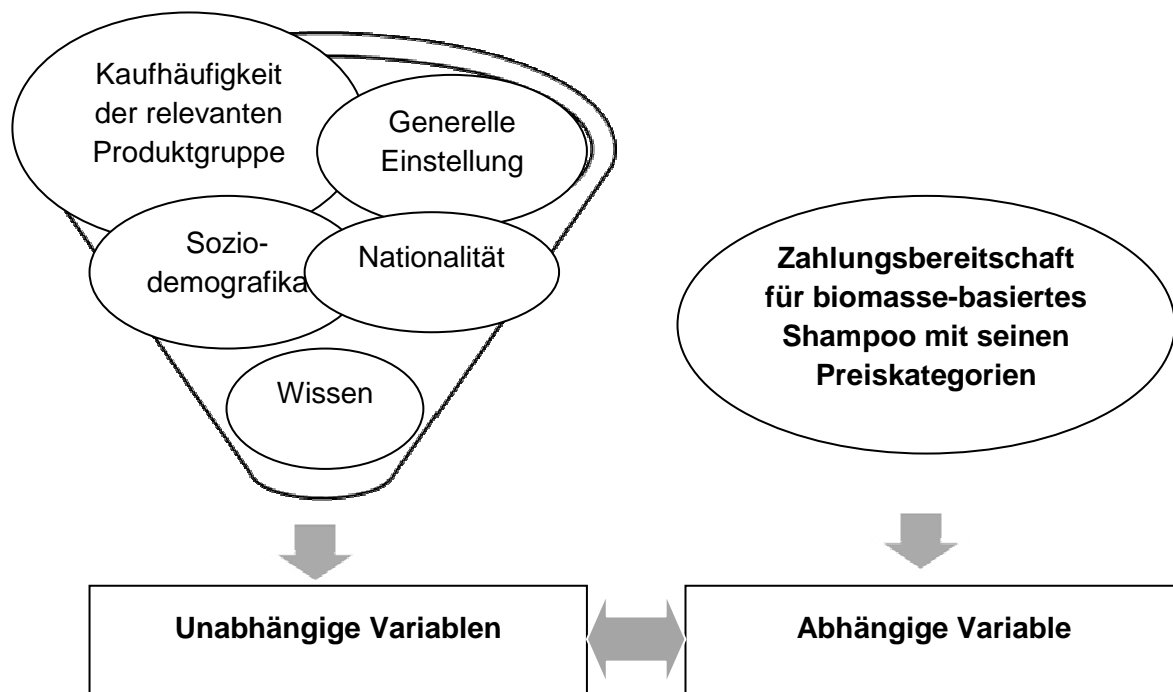 Kaufhäufigkeit
der relevanten
Produktgruppe
Generelle
Einstellung
Sozio-
demografika
Nationalität
Wissen
Zahlungsbereitschaft
für biomasse-basiertes
Shampoo mit seinen
Preiskategorien
Unabhängige Variablen
Abhängige Variable